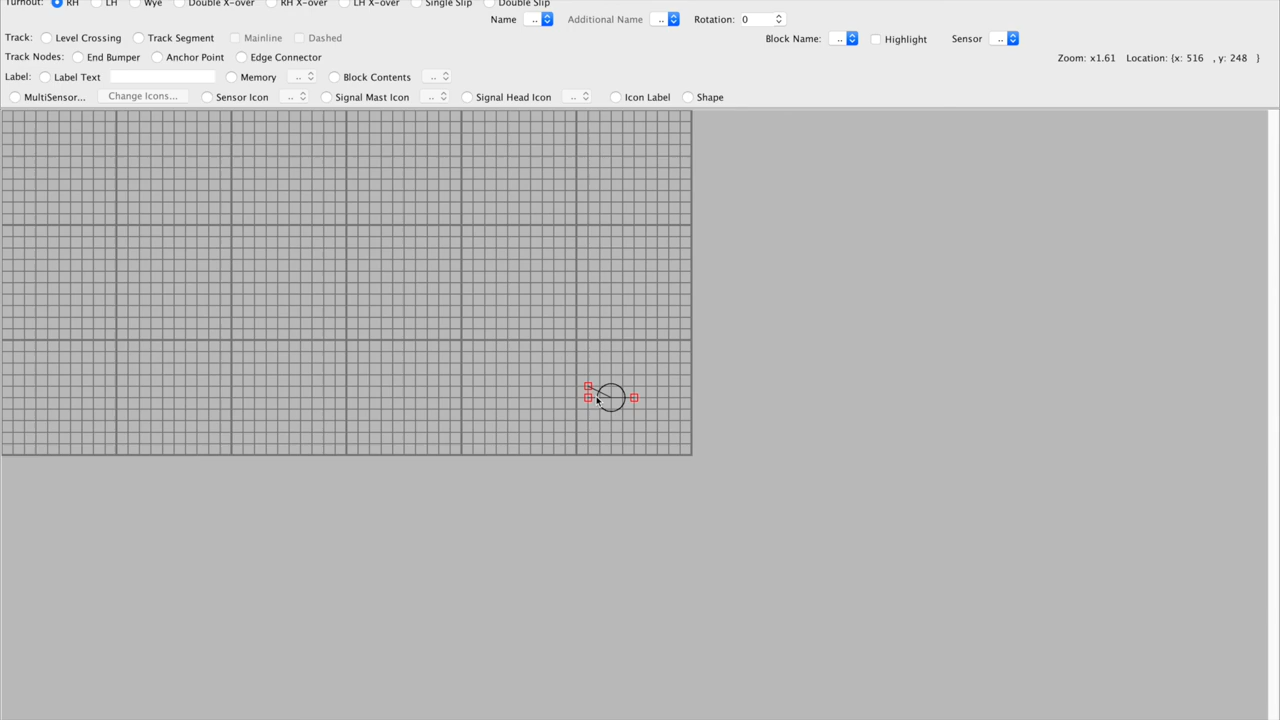 Turnout: RH LH Wye Double X-over RH X-over LH X-over Single Slip Double Slip
Name .. Additional Name .. Rotation: 0
Track: Level Crossing Track Segment Mainline Dashed Block Name: .. Highlight Sensor ..
Track Nodes: End Bumper Anchor Point Edge Connector Zoom: x1.61 Location: {x: 516 , y: 248 }
Label: Label Text Memory .. Block Contents ..
MultiSensor... Change Icons... Sensor Icon .. Signal Mast Icon .. Signal Head Icon .. Icon Label Shape